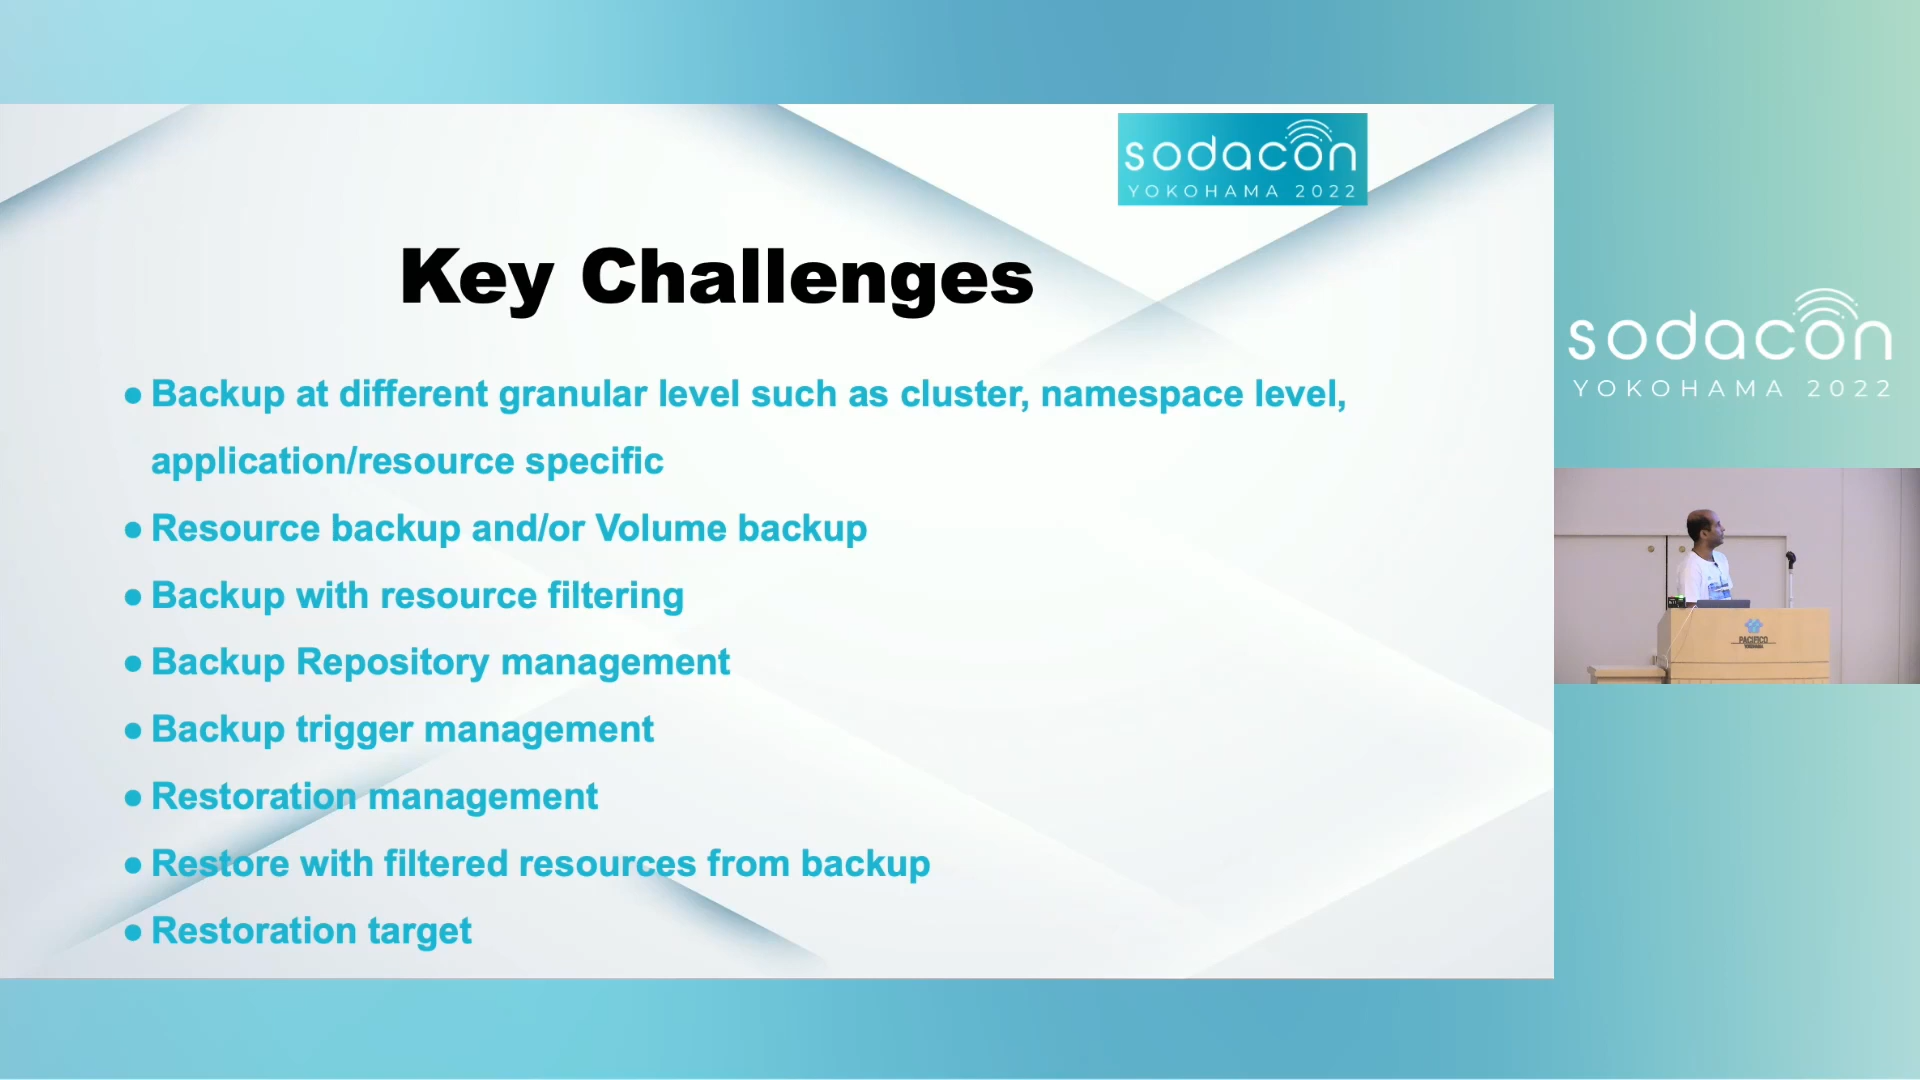 sodacon
YOKOHAMA 2022
Key Challenges
● Backup at different granular level such as cluster, namespace level,
application/resource specific
● Resource backup and/or Volume backup
● Backup with resource filtering
● Backup Repository management
● Backup trigger management
● Restoration management
● Restore with filtered resources from backup
● Restoration target
sodacon
YOKOHAMA 2022
PACIFICO
YOKOHAMA